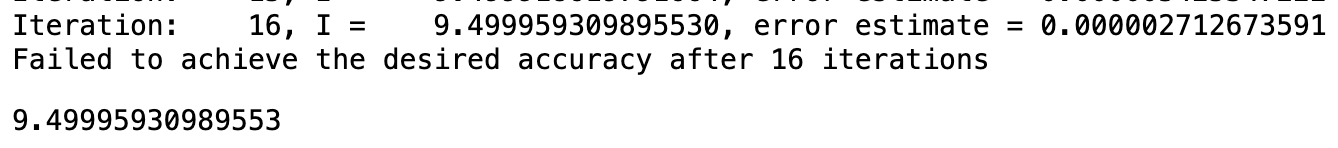 Iteration:    16, I =    9.499959309895530, error estimate = 0.000002712673591
Failed to achieve the desired accuracy after 16 iterations
9.49995930989553